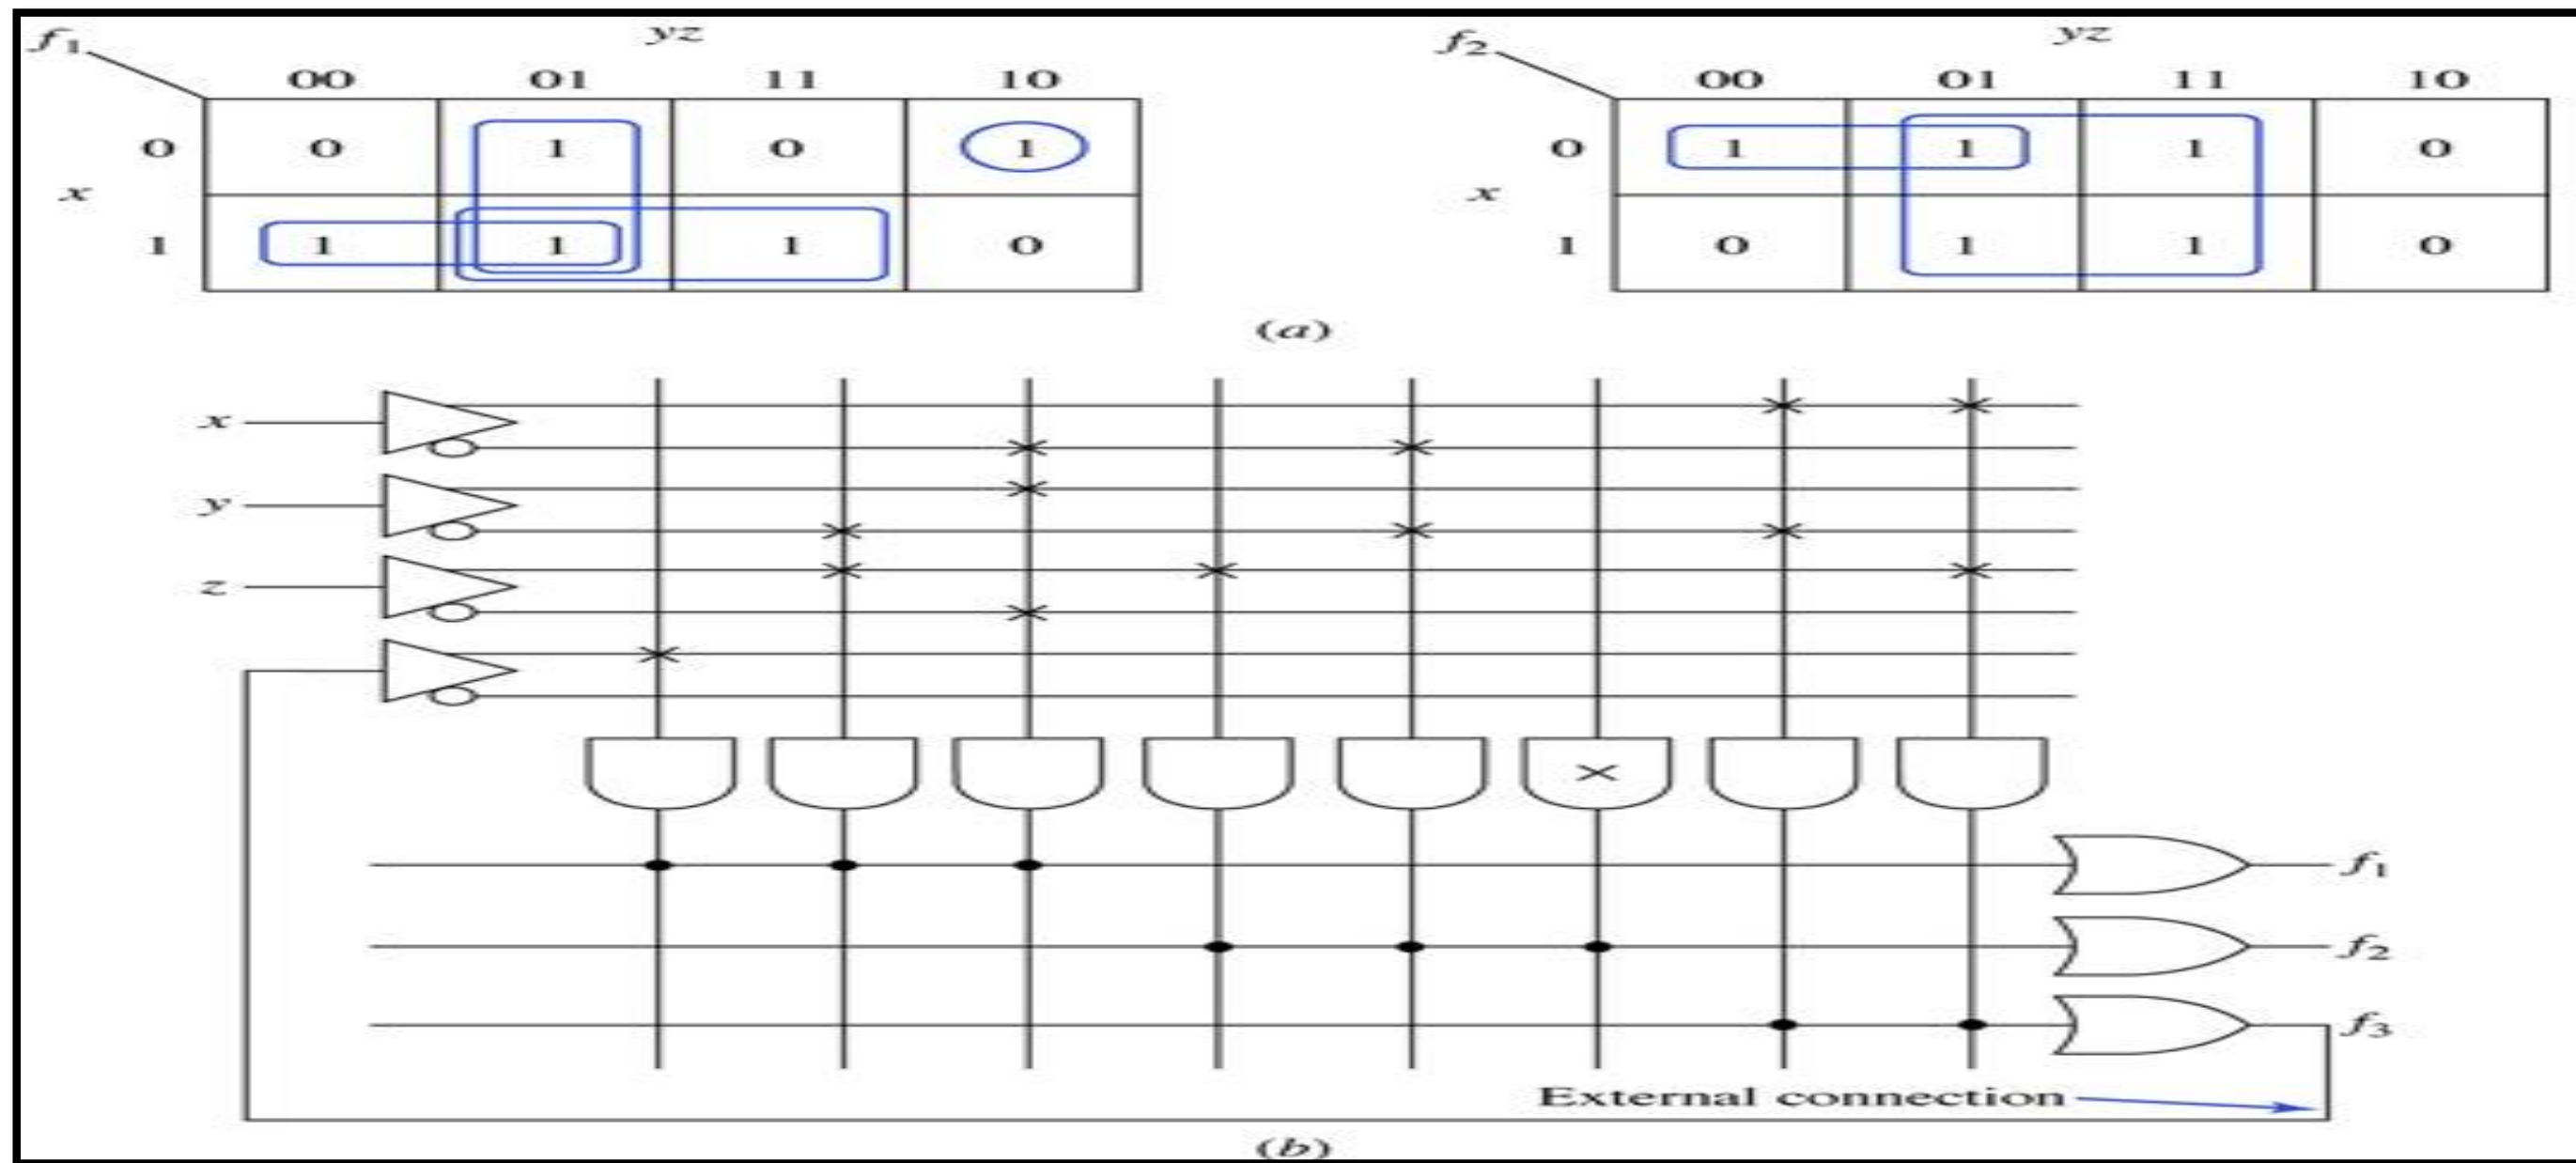 f₁ yz f₂ yz
00 01 11 10 00 01 11 10
0 0 1 0 1 0 1 1 1 0
x x
1 1 1 1 0 1 0 1 1 0
(a)
x
y
z
f₁
f₂
f₃
External connection
(b)